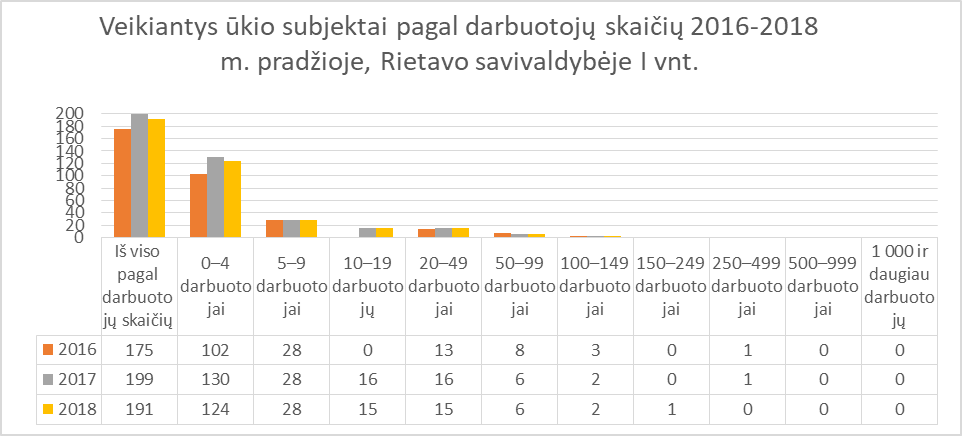 Veikiantys ūkio subjektai pagal darbuotojų skaičių 2016-2018
m. pradžioje, Rietavo savivaldybėje I vnt.
200
180
160
140
120
100
80
60
40
20
0
Iš viso
pagal
darbuoto
jų skaičių
0–4
darbuoto
jai
5–9
darbuoto
jai
10–19
darbuoto
jų
20–49
darbuoto
jai
50–99
darbuoto
jai
100–149
darbuoto
jai
150–249
darbuoto
jai
250–499
darbuoto
jai
500–999
darbuoto
jai
1 000 ir
daugiau
darbuoto
jų
2016 175 102 28 0 13 8 3 0 1 0 0
2017 199 130 28 16 16 6 2 0 1 0 0
2018 191 124 28 15 15 6 2 1 0 0 0